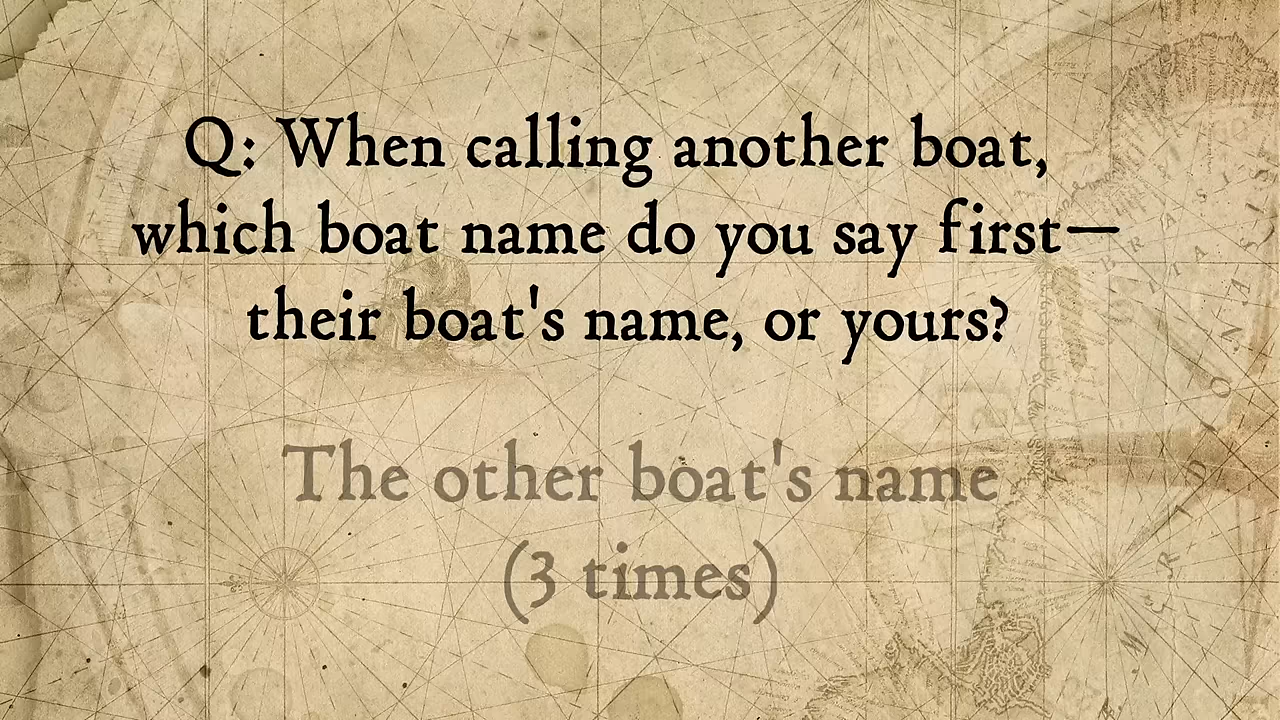 Q: When calling another boat,
which boat name do you say first—
their boat's name, or yours?
The other boat's name
(3 times)